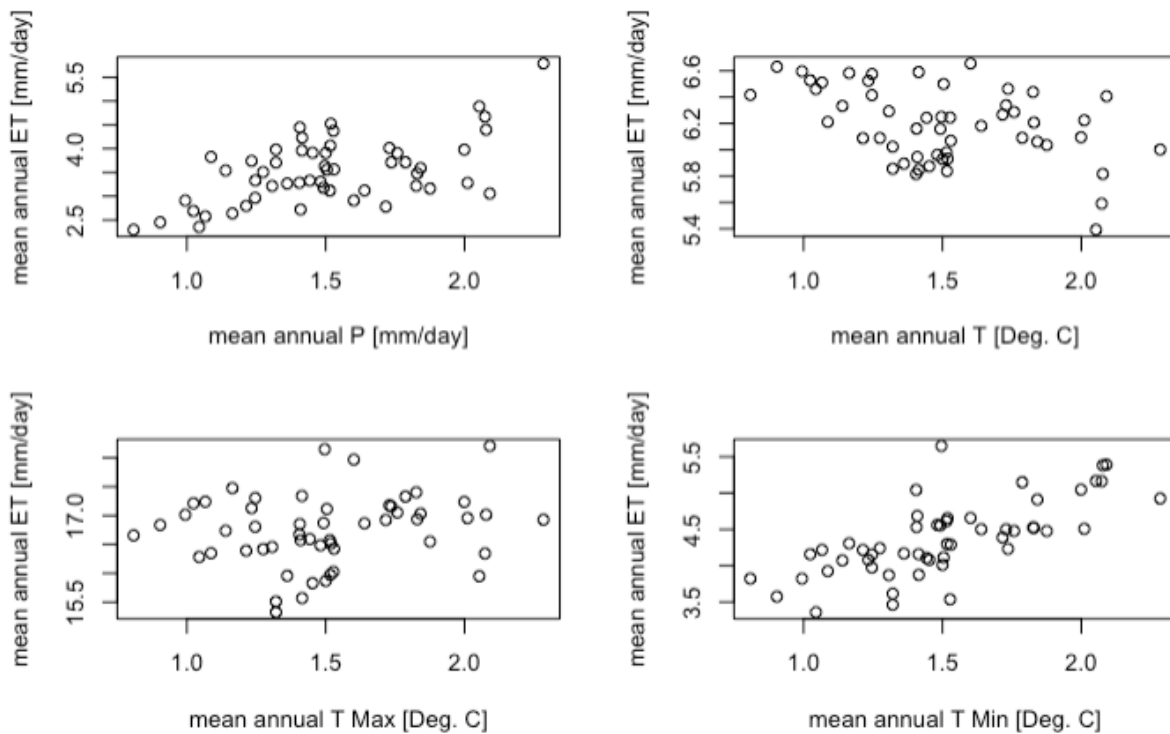 mean annual ET [mm/day]
5.5
4.0
2.5
1.0 1.5 2.0
mean annual P [mm/day]
mean annual ET [mm/day]
6.6
6.2
5.8
5.4
1.0 1.5 2.0
mean annual T [Deg. C]
mean annual ET [mm/day]
17.0
15.5
1.0 1.5 2.0
mean annual T Max [Deg. C]
mean annual ET [mm/day]
5.5
4.5
3.5
1.0 1.5 2.0
mean annual T Min [Deg. C]